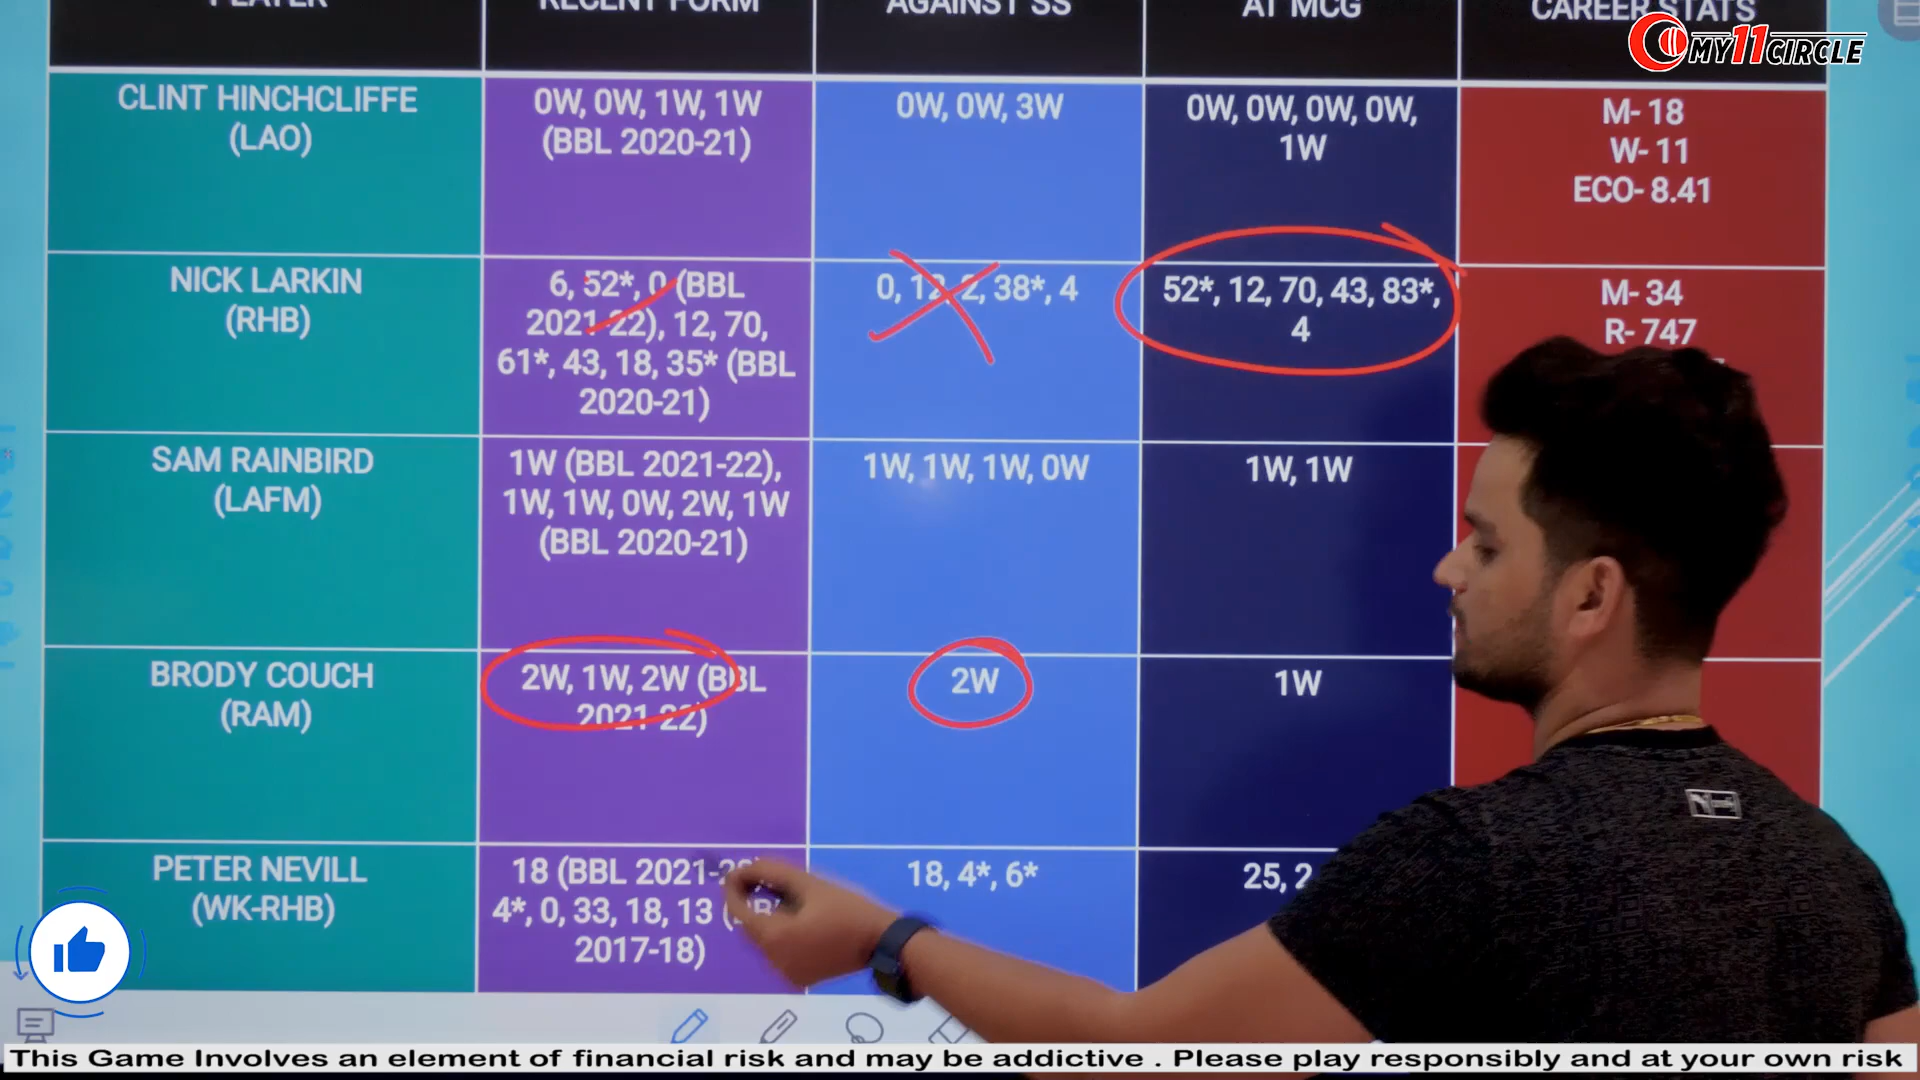 PLAYER RECENT FORM AGAINST SS AT MCG CAREER STATS
MY11CIRCLE
CLINT HINCHCLIFFE
(LAO)
0W, 0W, 1W, 1W
(BBL 2020-21)
0W, 0W, 3W
0W, 0W, 0W, 0W,
1W
M- 18
W- 11
ECO- 8.41
NICK LARKIN
(RHB)
6, 52*, 0 (BBL
2021-22), 12, 70,
61*, 43, 18, 35* (BBL
2020-21)
0, 12, 2, 38*, 4
52*, 12, 70, 43, 83*,
4
M- 34
R- 747
SAM RAINBIRD
(LAFM)
1W (BBL 2021-22),
1W, 1W, 0W, 2W, 1W
(BBL 2020-21)
1W, 1W, 1W, 0W
1W, 1W
BRODY COUCH
(RAM)
2W, 1W, 2W (BBL
2021-22)
2W
1W
PETER NEVILL
(WK-RHB)
18 (BBL 2021-22),
4*, 0, 33, 18, 13 (BBL
2017-18)
18, 4*, 6*
25, 2
This Game Involves an element of financial risk and may be addictive . Please play responsibly and at your own risk